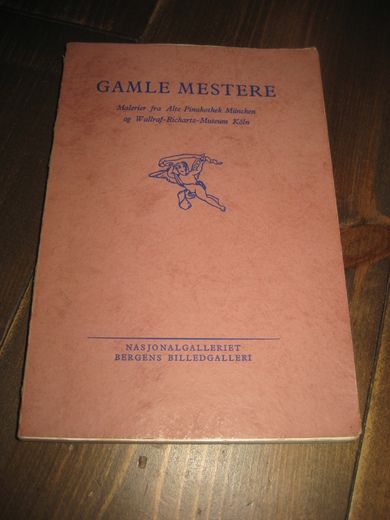 GAMLE MESTERE
Malerier fra Alte Pinakothek München
og Wallraf-Richartz-Museum Köln
NASJONALGALLERIET
BERGENS BILLEDGALLERI